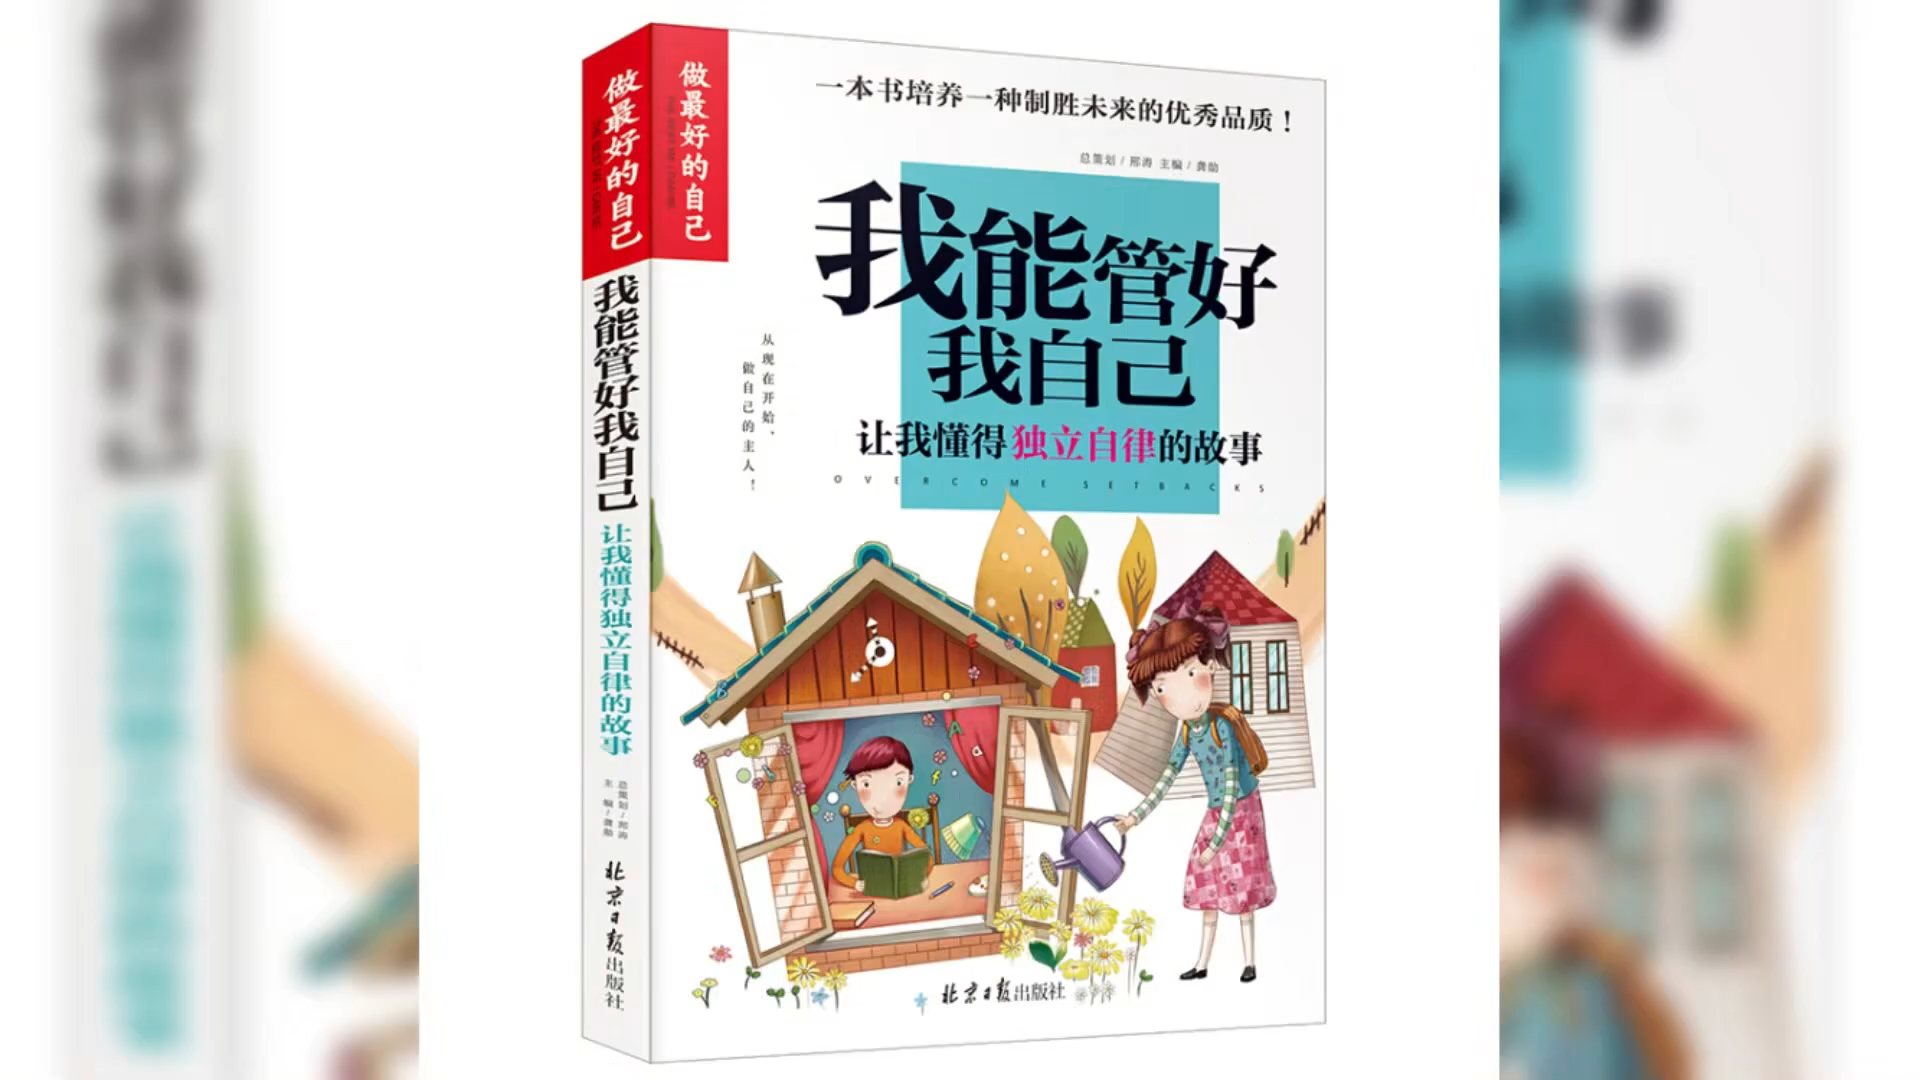 做最好的自己
我能管好我自己
让我懂得独立自律的故事
总策划/邢涛
主编/龚勋
北京日报出版社
做最好的自己
一本书培养一种制胜未来的优秀品质！
总策划/邢涛 主编/龚勋
我能管好
我自己
从现在开始、
做自己的主人！
让我懂得独立自律的故事
OVERCOME SETBACKS
北京日报出版社